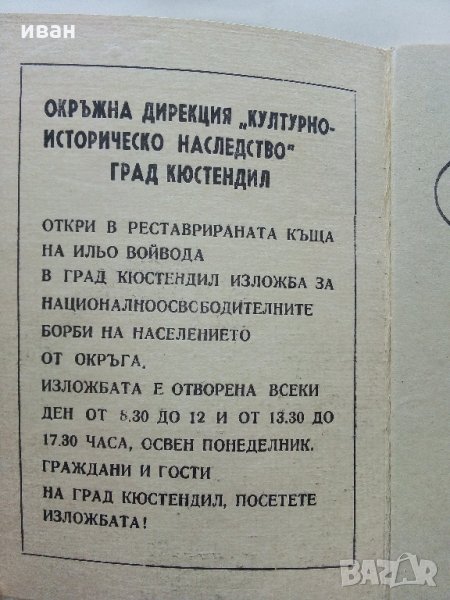 иван
ОКРЪЖНА ДИРЕКЦИЯ „КУЛТУРНО-
ИСТОРИЧЕСКО НАСЛЕДСТВО"
ГРАД КЮСТЕНДИЛ
ОТКРИ В РЕСТАВРИРАНАТА КЪЩА
НА ИЛЬО ВОЙВОДА
В ГРАД КЮСТЕНДИЛ ИЗЛОЖБА ЗА
НАЦИОНАЛНООСВОБОДИТЕЛНИТЕ
БОРБИ НА НАСЕЛЕНИЕТО
ОТ ОКРЪГА.
ИЗЛОЖБАТА Е ОТВОРЕНА ВСЕКИ
ДЕН ОТ 8.30 ДО 12 И ОТ 13.30 ДО
17.30 ЧАСА, ОСВЕН ПОНЕДЕЛНИК.
ГРАЖДАНИ И ГОСТИ
НА ГРАД КЮСТЕНДИЛ, ПОСЕТЕТЕ
ИЗЛОЖБАТА!
BAZAR